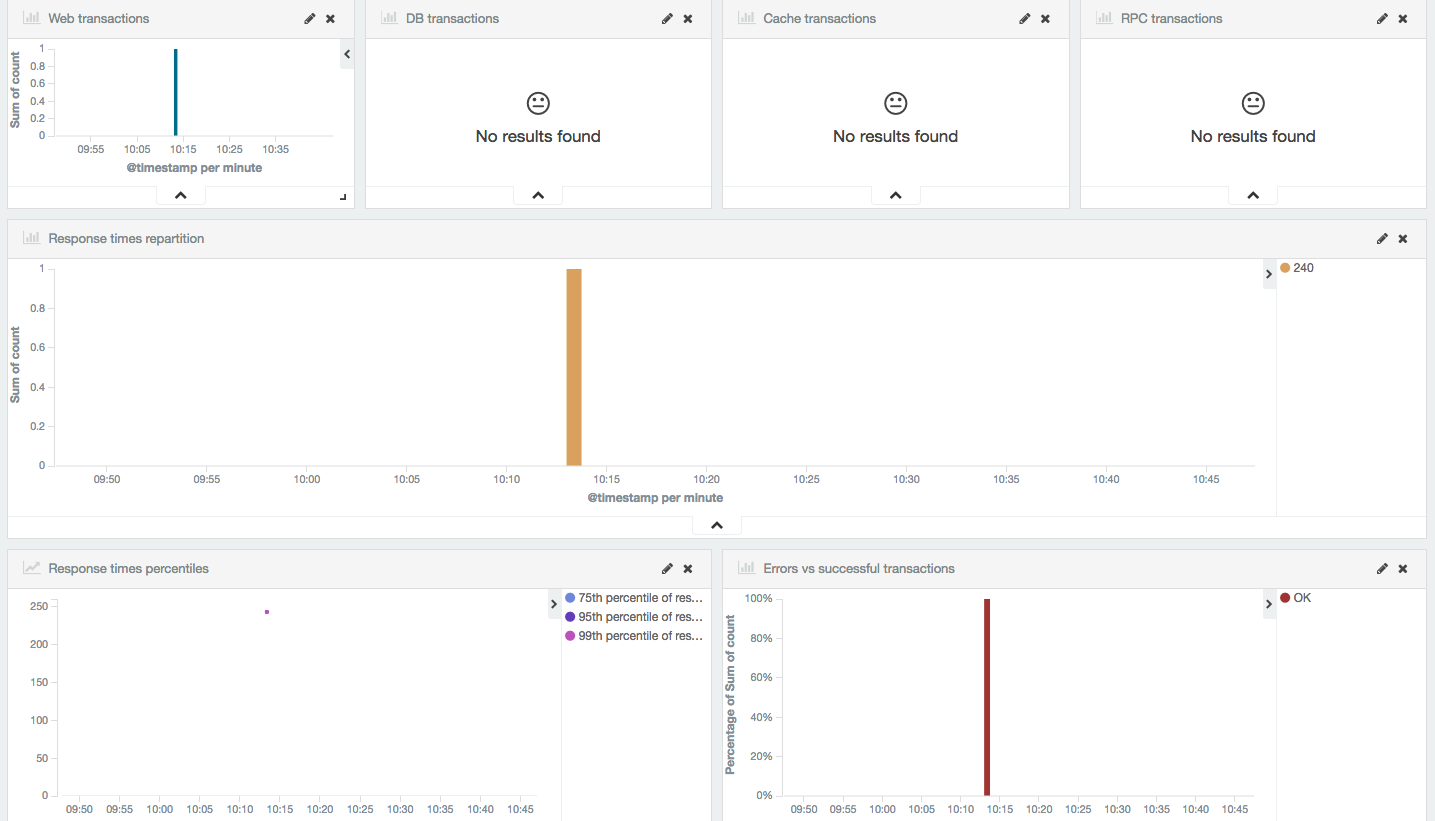 Web transactions
DB transactions
Cache transactions
RPC transactions
Sum of count
1
0.8
0.6
0.4
0.2
0
09:55 10:05 10:15 10:25 10:35
@timestamp per minute
No results found
No results found
No results found
Response times repartition
Sum of count
1
0.8
0.6
0.4
0.2
0
09:50 09:55 10:00 10:05 10:10 10:15 10:20 10:25 10:30 10:35 10:40 10:45
@timestamp per minute
240
Response times percentiles
250
200
150
100
50
0
09:50 09:55 10:00 10:05 10:10 10:15 10:20 10:25 10:30 10:35 10:40 10:45
75th percentile of res...
95th percentile of res...
99th percentile of res...
Errors vs successful transactions
Percentage of Sum of count
100%
80%
60%
40%
20%
0%
09:50 09:55 10:00 10:05 10:10 10:15 10:20 10:25 10:30 10:35 10:40 10:45
OK